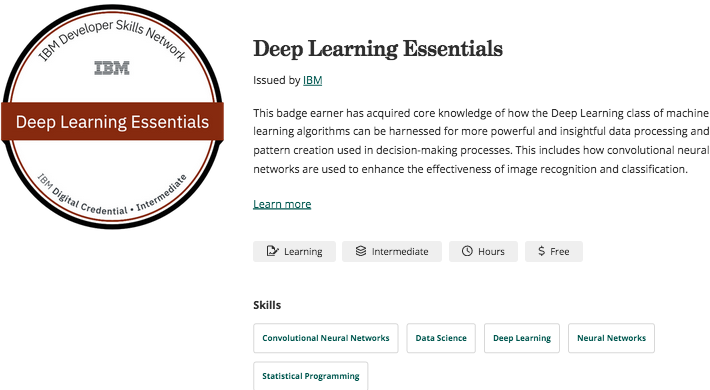 IBM Developer Skills Network
IBM
Deep Learning Essentials
IBM Digital Credential • Intermediate
Deep Learning Essentials
Issued by IBM
This badge earner has acquired core knowledge of how the Deep Learning class of machine
learning algorithms can be harnessed for more powerful and insightful data processing and
pattern creation used in decision-making processes. This includes how convolutional neural
networks are used to enhance the effectiveness of image recognition and classification.
Learn more
Learning Intermediate Hours $ Free
Skills
Convolutional Neural Networks Data Science Deep Learning Neural Networks
Statistical Programming